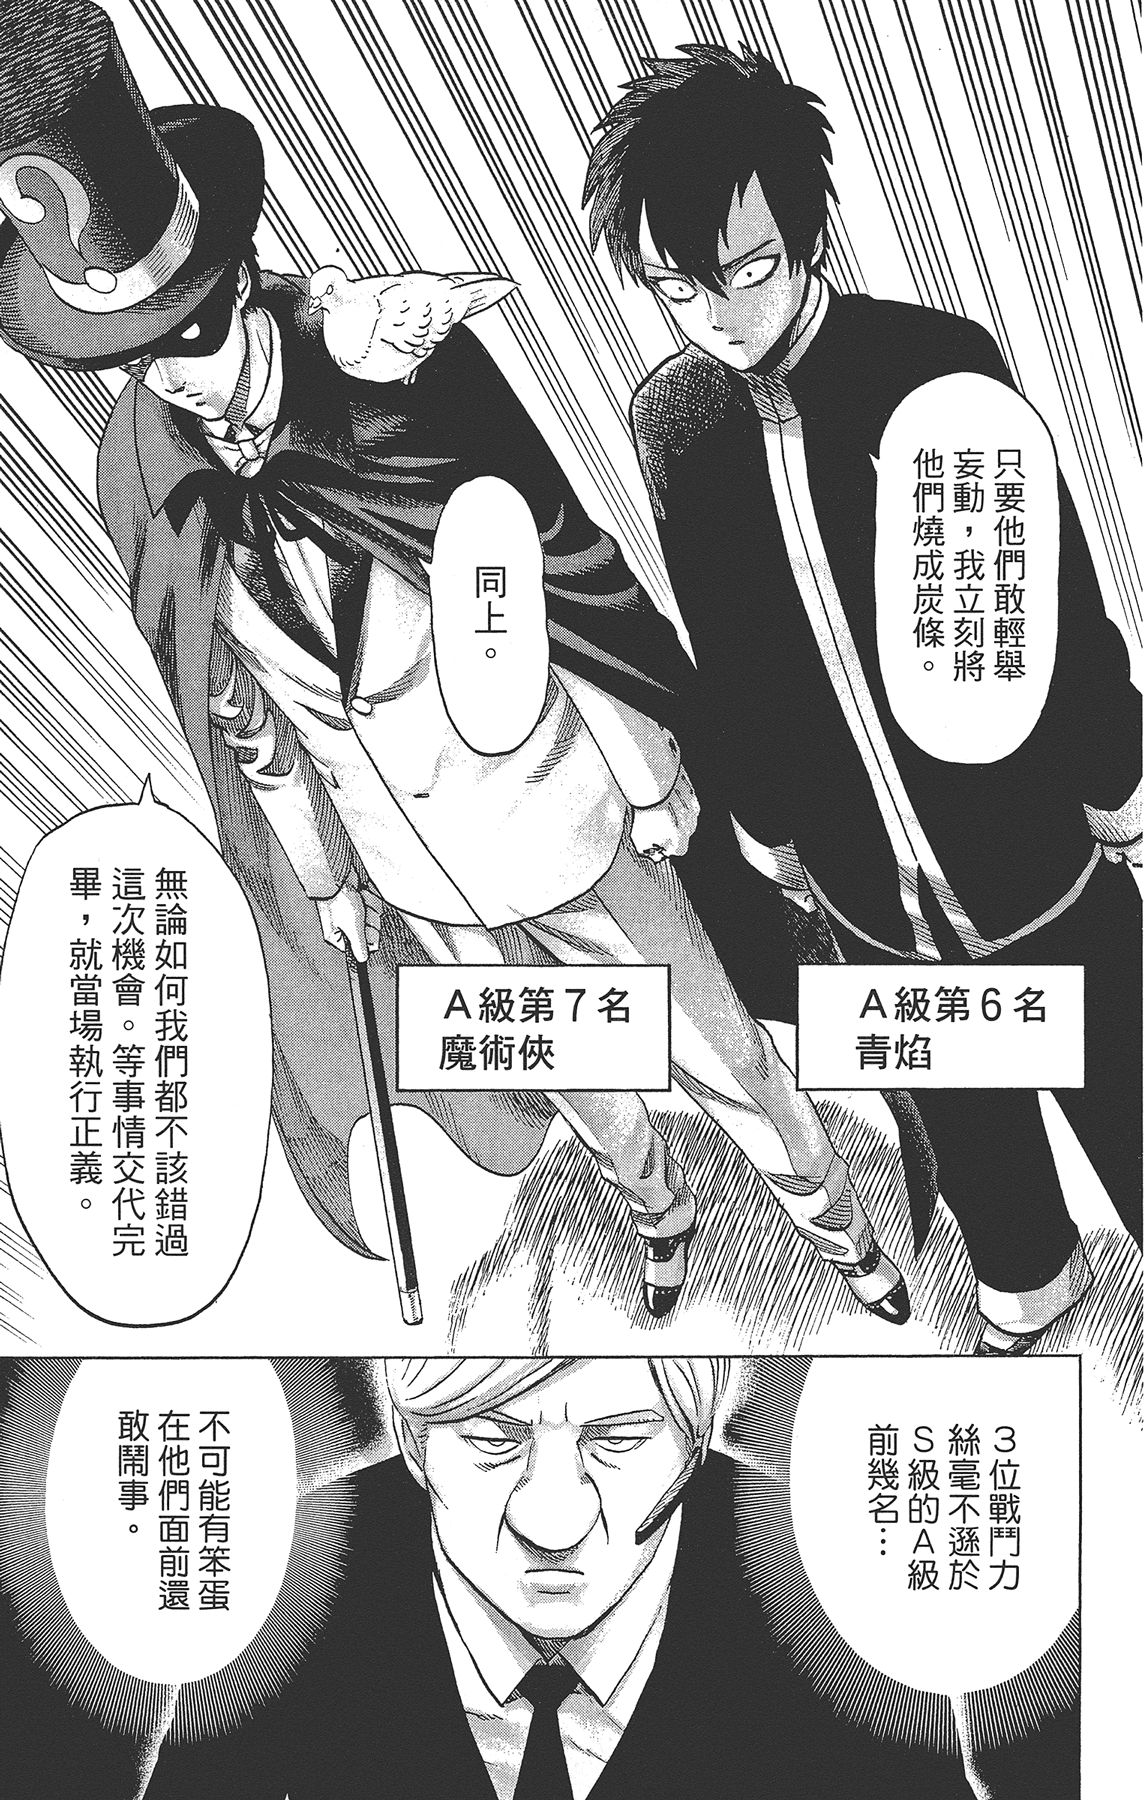 只要他們敢輕舉
妄動，我立刻將
他們燒成炭條。
同上。
A級第6名
青焰
A級第7名
魔術俠
無論如何我們都不該錯過
這次機會。等事情交代完
畢，就當場執行正義。
3位戰鬥力
絲毫不遜於
S級的A級
前幾名…
不可能有笨蛋
在他們面前還
敢鬧事。